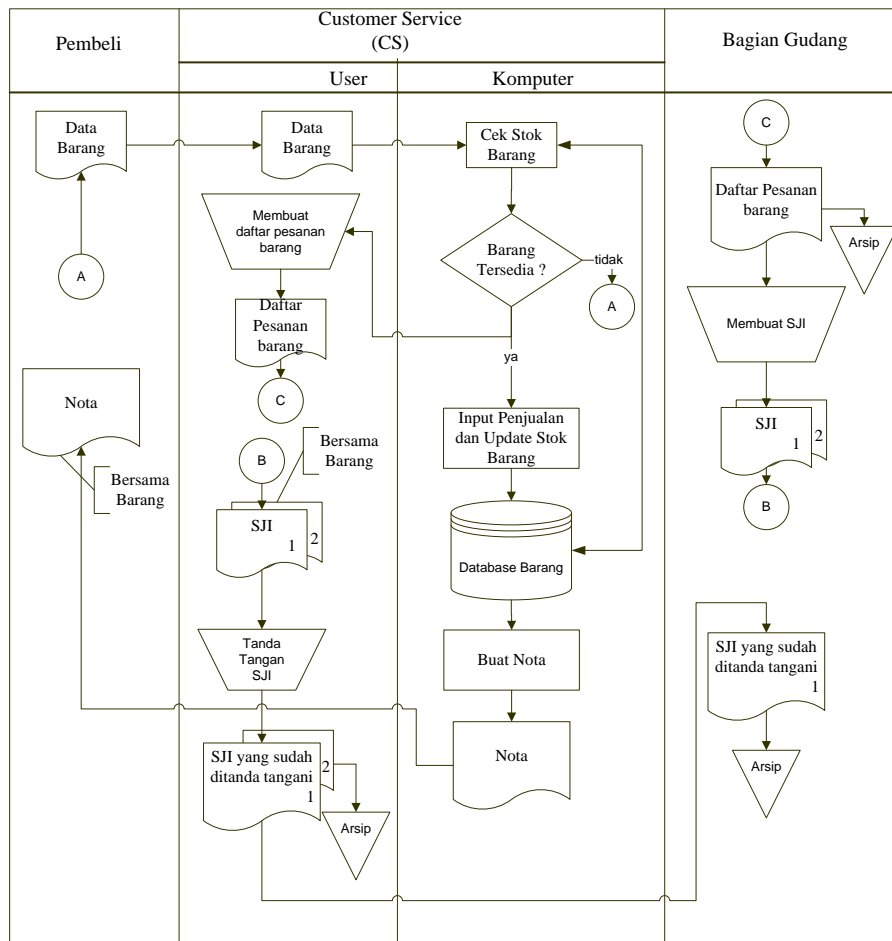 Pembeli
Customer Service
(CS)
User
Komputer
Bagian Gudang
Data
Barang
A
Data
Barang
Membuat
daftar pesanan
barang
Daftar
Pesanan
barang
C
Cek Stok
Barang
Barang
Tersedia ?
tidak
A
ya
Input Penjualan
dan Update Stok
Barang
Database Barang
Buat Nota
Nota
C
Daftar Pesanan
barang
Arsip
Membuat SJI
SJI
1
2
B
Nota
Bersama
Barang
B
Bersama
Barang
SJI
1
2
Tanda
Tangan
SJI
SJI yang sudah
ditanda tangani
1
2
Arsip
SJI yang sudah
ditanda tangani
1
Arsip